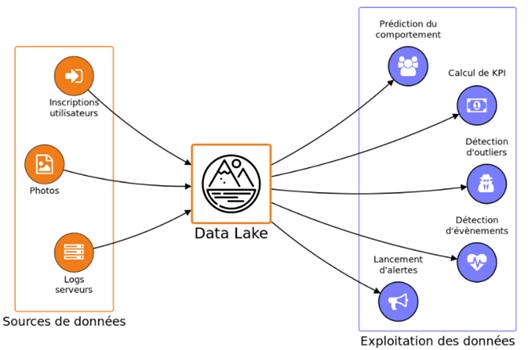 Inscriptions
utilisateurs
Photos
Logs
serveurs
Sources de données
Data Lake
Prédiction du
comportement
Calcul de KPI
Détection
d'outliers
Détection
d'évènements
Lancement
d'alertes
Exploitation des données